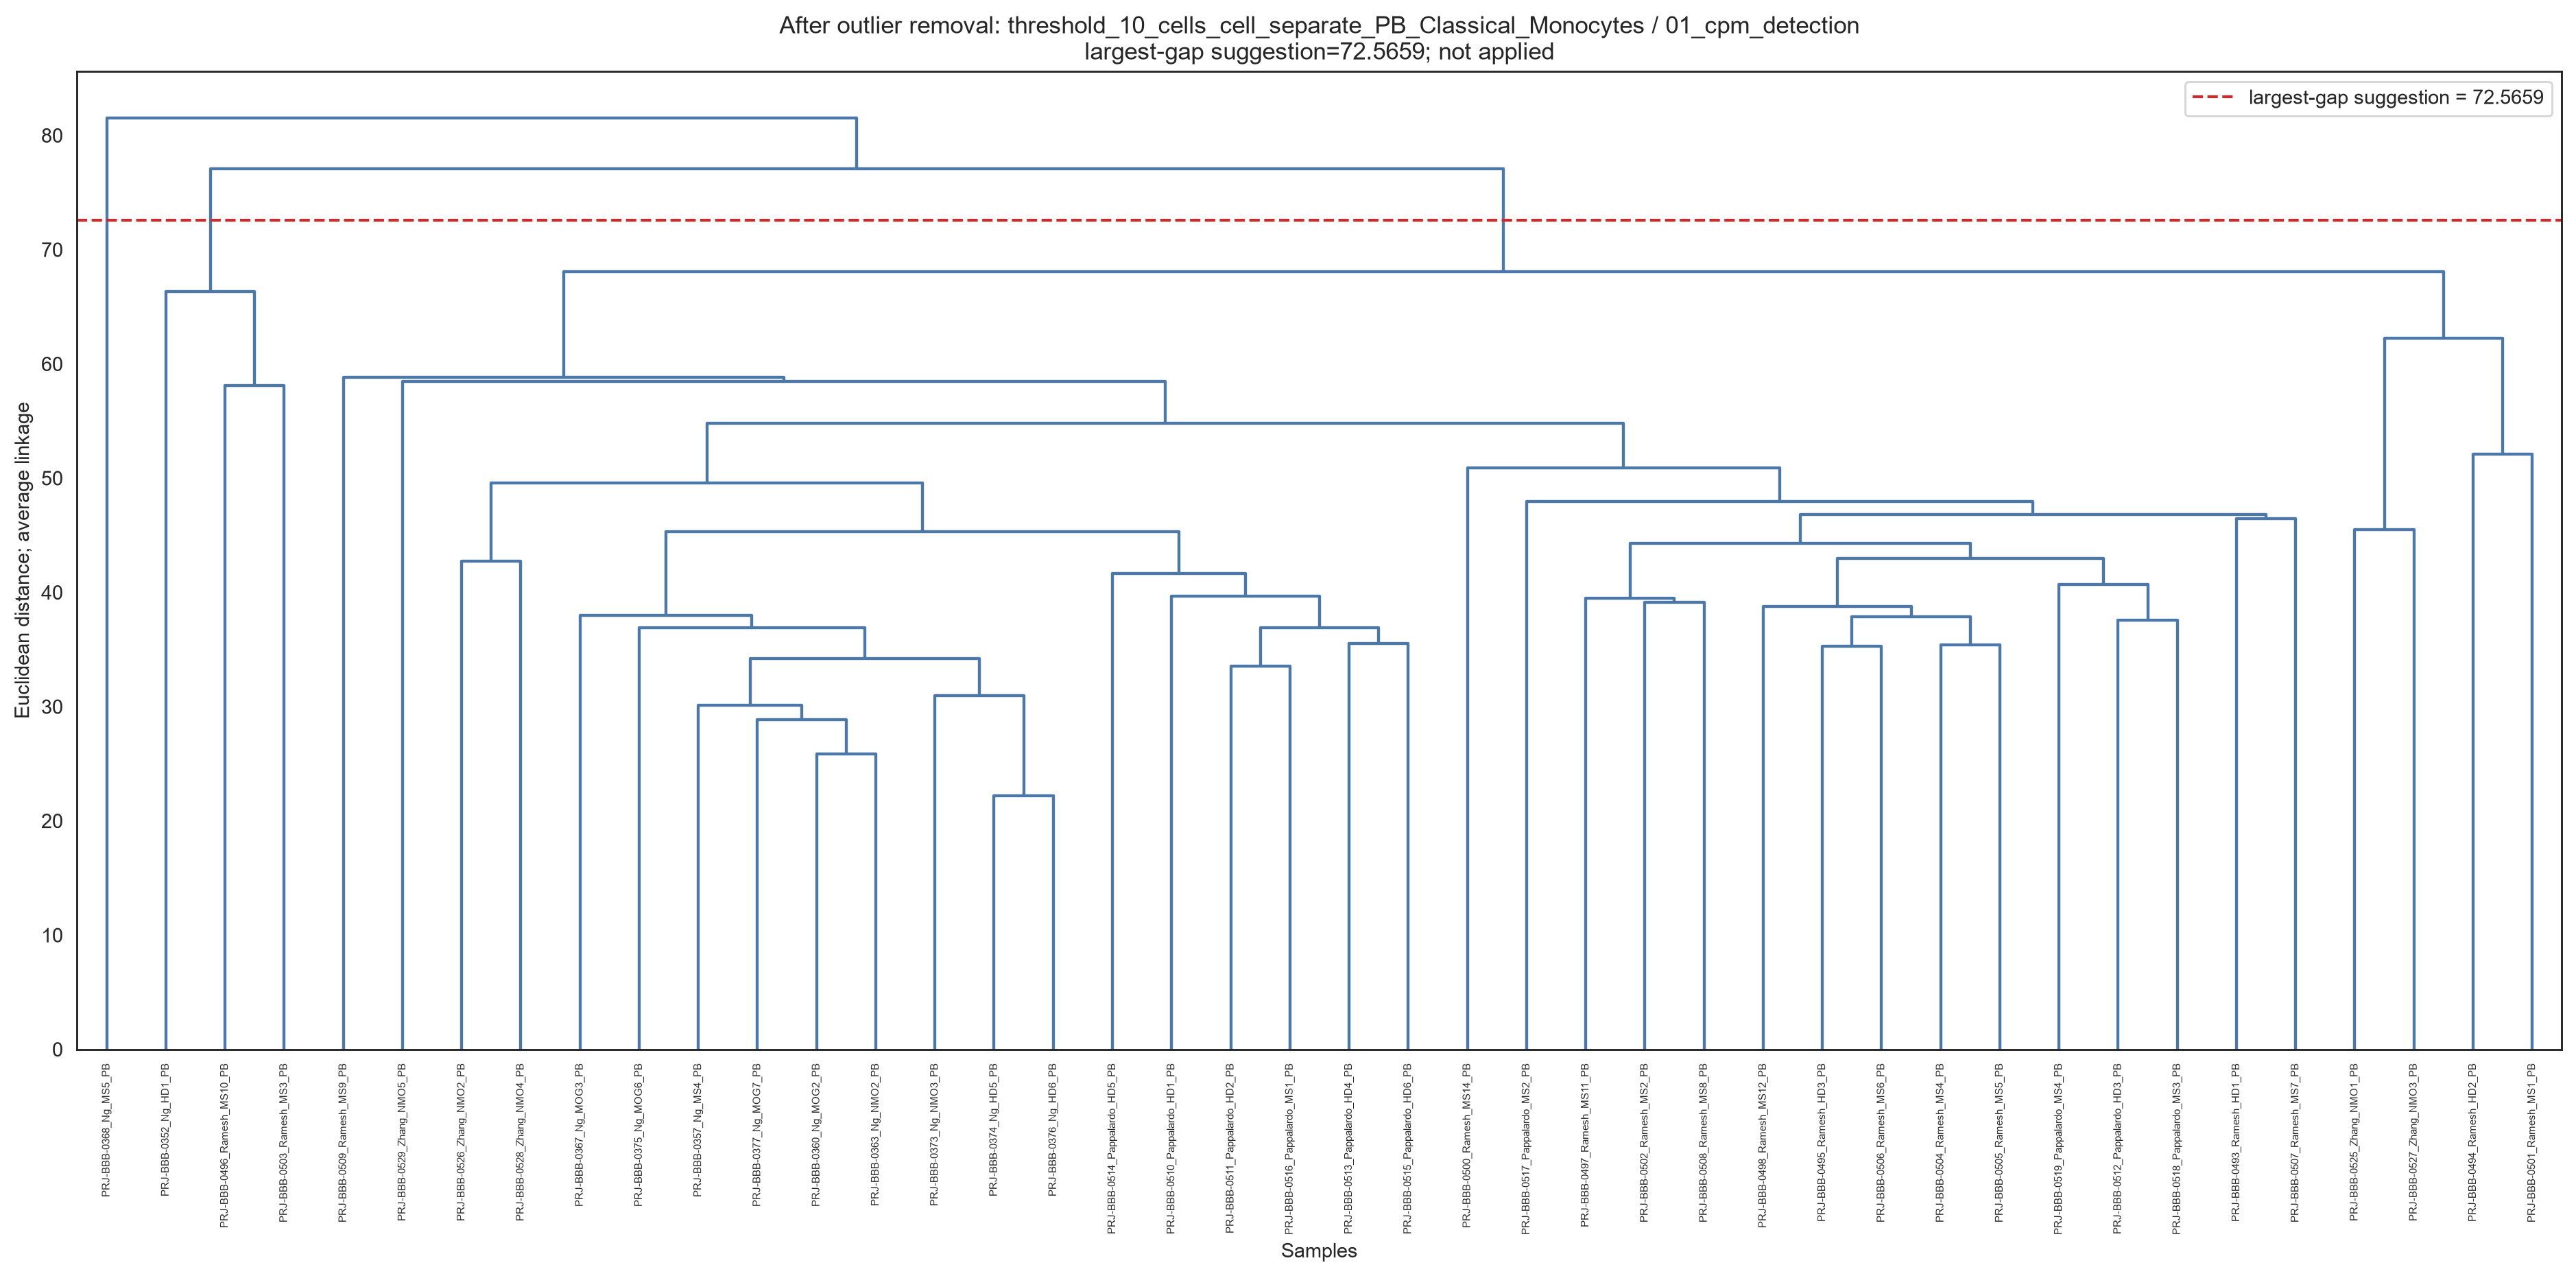 After outlier removal: threshold_10_cells_cell_separate_PB_Classical_Monocytes / 01_cpm_detection
largest-gap suggestion=72.5659; not applied
largest-gap suggestion = 72.5659
Euclidean distance; average linkage
80
70
60
50
40
30
20
10
0
PRJ-BBB-0368_Ng_MS5_PB
PRJ-BBB-0352_Ng_HD1_PB
PRJ-BBB-0496_Ramesh_MS10_PB
PRJ-BBB-0503_Ramesh_MS3_PB
PRJ-BBB-0509_Ramesh_MS9_PB
PRJ-BBB-0529_Zhang_NMO5_PB
PRJ-BBB-0526_Zhang_NMO2_PB
PRJ-BBB-0528_Zhang_NMO4_PB
PRJ-BBB-0367_Ng_MOG3_PB
PRJ-BBB-0375_Ng_MOG6_PB
PRJ-BBB-0357_Ng_MS4_PB
PRJ-BBB-0377_Ng_MOG7_PB
PRJ-BBB-0360_Ng_MOG2_PB
PRJ-BBB-0363_Ng_NMO2_PB
PRJ-BBB-0373_Ng_NMO3_PB
PRJ-BBB-0374_Ng_HD5_PB
PRJ-BBB-0376_Ng_HD6_PB
PRJ-BBB-0514_Pappalardo_HD5_PB
PRJ-BBB-0510_Pappalardo_HD1_PB
PRJ-BBB-0511_Pappalardo_HD2_PB
PRJ-BBB-0516_Pappalardo_MS1_PB
PRJ-BBB-0513_Pappalardo_HD4_PB
PRJ-BBB-0515_Pappalardo_HD6_PB
PRJ-BBB-0500_Ramesh_MS14_PB
PRJ-BBB-0517_Pappalardo_MS2_PB
PRJ-BBB-0497_Ramesh_MS11_PB
PRJ-BBB-0502_Ramesh_MS2_PB
PRJ-BBB-0508_Ramesh_MS8_PB
PRJ-BBB-0498_Ramesh_MS12_PB
PRJ-BBB-0495_Ramesh_HD3_PB
PRJ-BBB-0506_Ramesh_MS6_PB
PRJ-BBB-0504_Ramesh_MS4_PB
PRJ-BBB-0505_Ramesh_MS5_PB
PRJ-BBB-0519_Pappalardo_MS4_PB
PRJ-BBB-0512_Pappalardo_HD3_PB
PRJ-BBB-0518_Pappalardo_MS3_PB
PRJ-BBB-0493_Ramesh_HD1_PB
PRJ-BBB-0507_Ramesh_MS7_PB
PRJ-BBB-0525_Zhang_NMO1_PB
PRJ-BBB-0527_Zhang_NMO3_PB
PRJ-BBB-0494_Ramesh_HD2_PB
PRJ-BBB-0501_Ramesh_MS1_PB
Samples